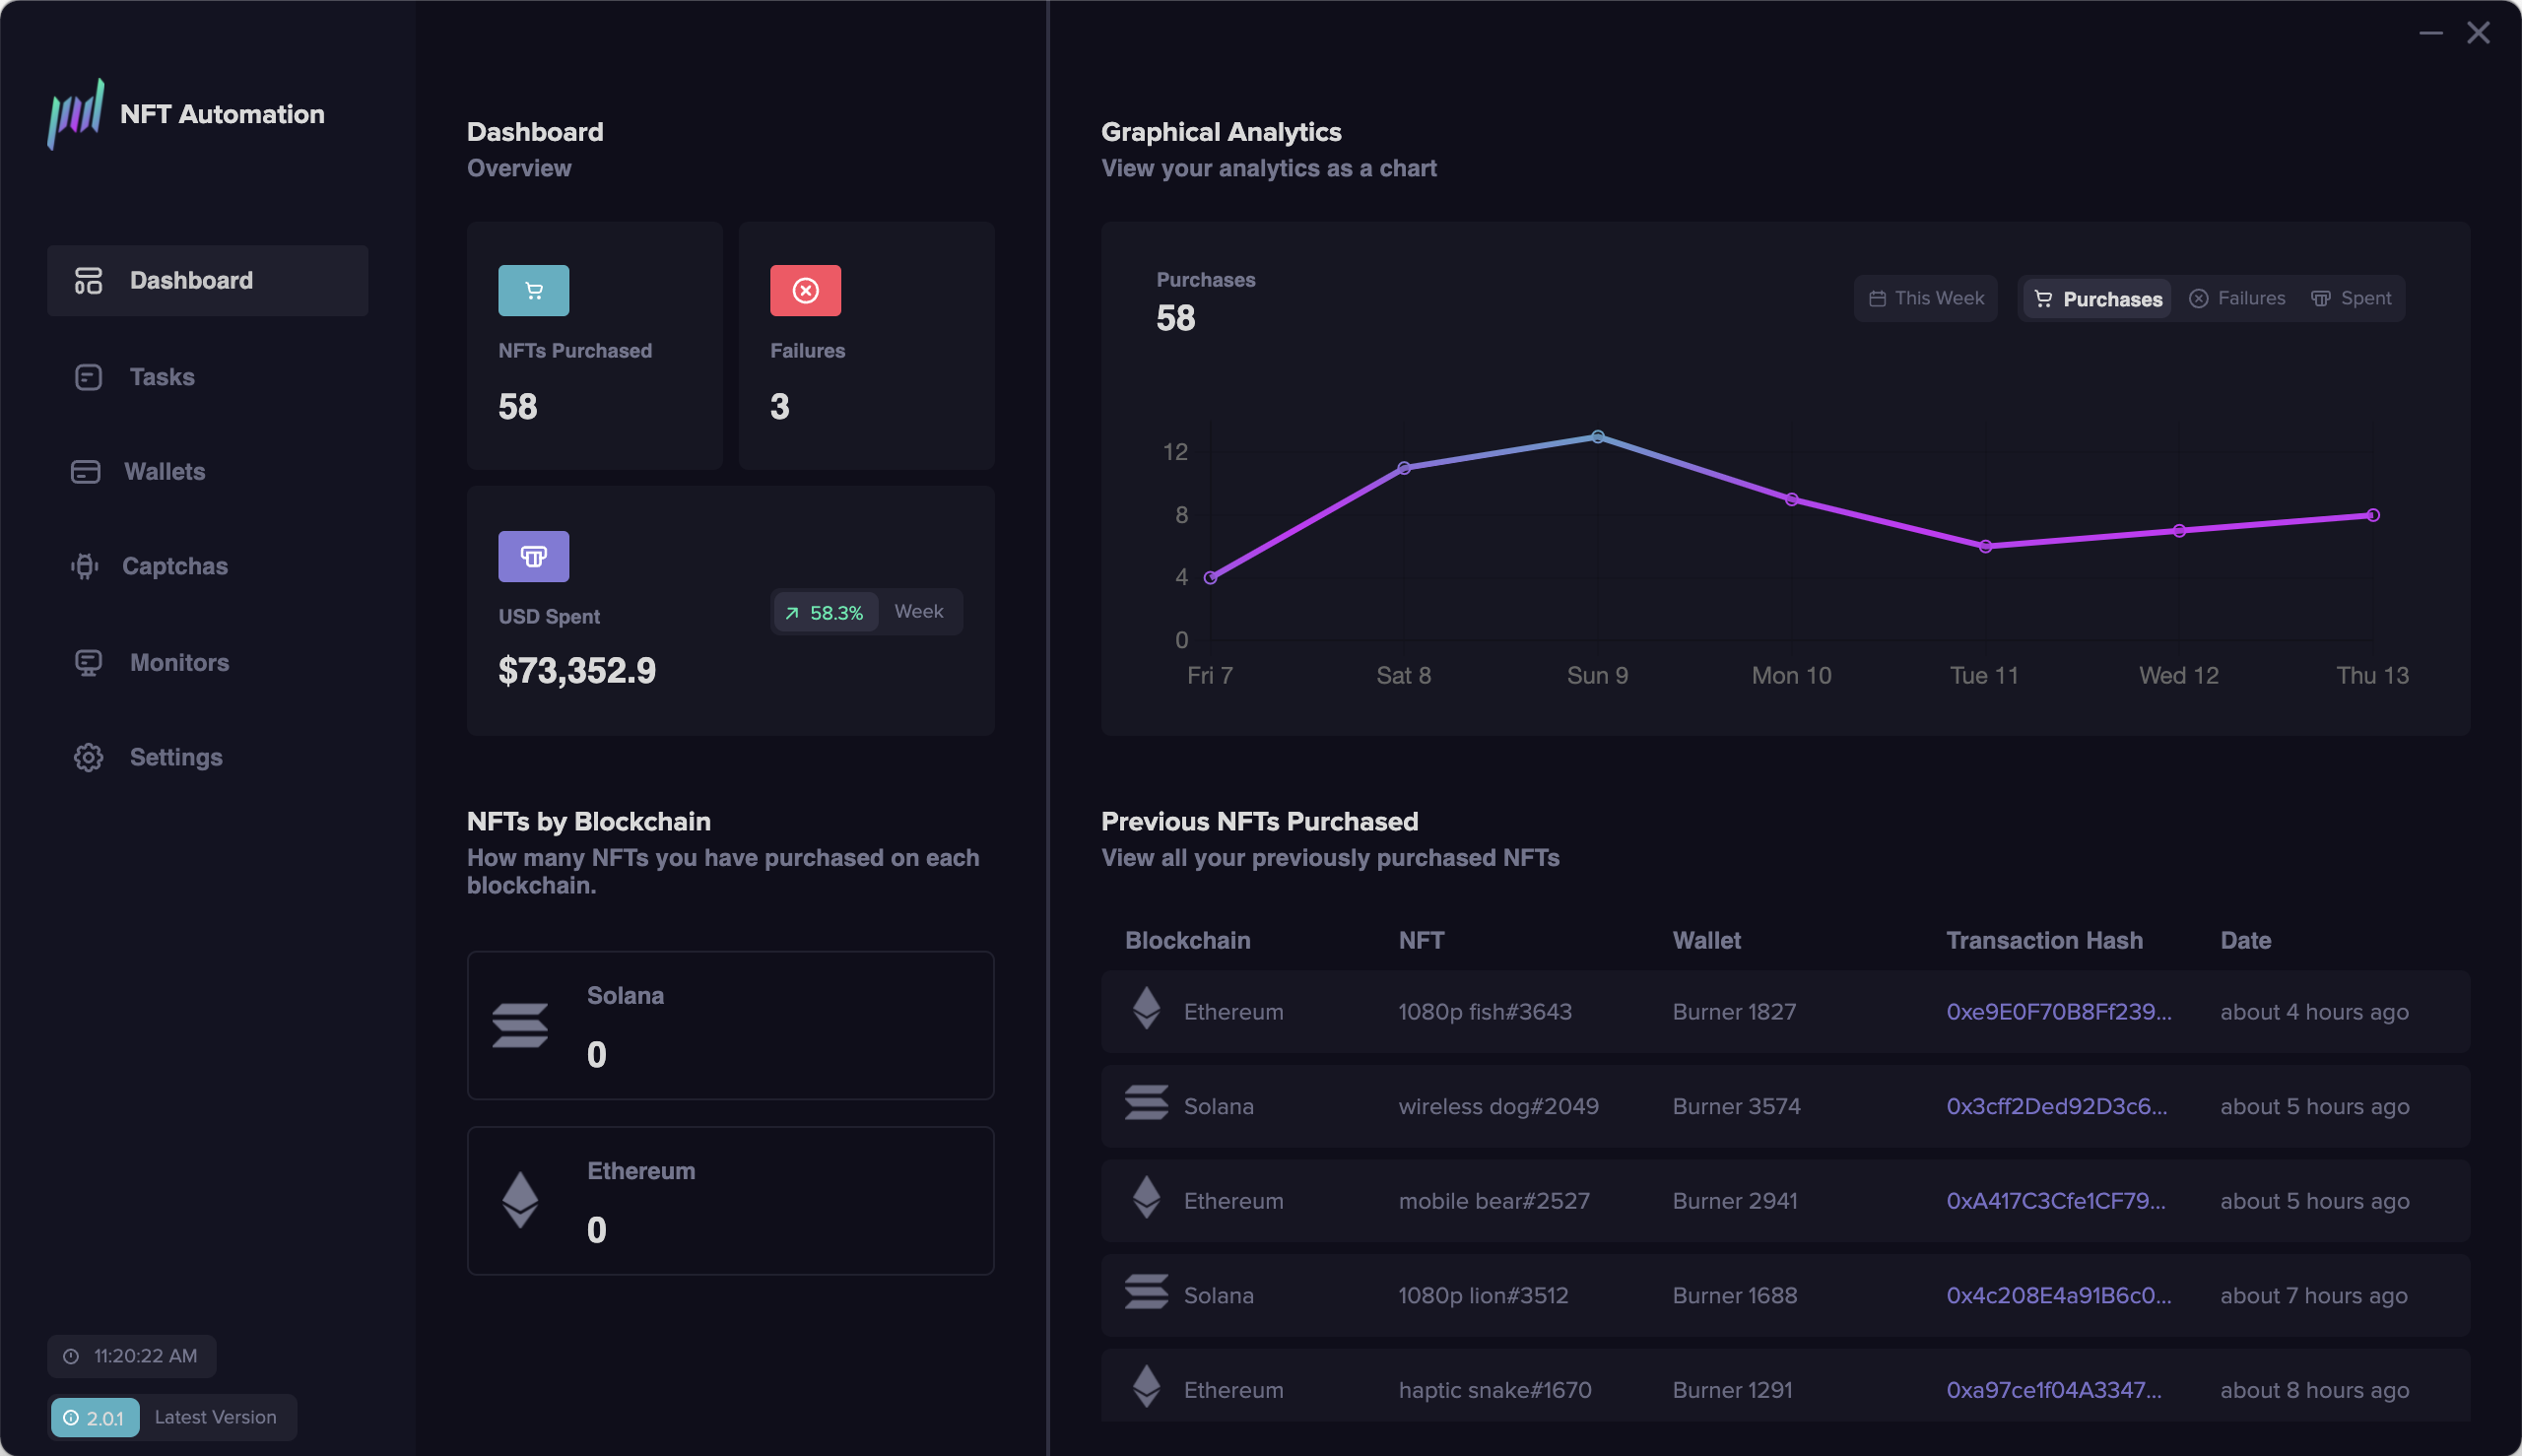 NFT Automation
Dashboard
Tasks
Wallets
Captchas
Monitors
Settings
11:20:22 AM
2.0.1 Latest Version
Dashboard
Overview
NFTs Purchased
58
Failures
3
USD Spent
58.3% Week
$73,352.9
NFTs by Blockchain
How many NFTs you have purchased on each
blockchain.
Solana
0
Ethereum
0
Graphical Analytics
View your analytics as a chart
Purchases
58
This Week Purchases Failures Spent
12
8
4
0
Fri 7 Sat 8 Sun 9 Mon 10 Tue 11 Wed 12 Thu 13
Previous NFTs Purchased
View all your previously purchased NFTs
Blockchain NFT Wallet Transaction Hash Date
Ethereum 1080p fish#3643 Burner 1827 0xe9E0F70B8Ff239... about 4 hours ago
Solana wireless dog#2049 Burner 3574 0x3cff2Ded92D3c6... about 5 hours ago
Ethereum mobile bear#2527 Burner 2941 0xA417C3Cfe1CF79... about 5 hours ago
Solana 1080p lion#3512 Burner 1688 0x4c208E4a91B6c0... about 7 hours ago
Ethereum haptic snake#1670 Burner 1291 0xa97ce1f04A3347... about 8 hours ago